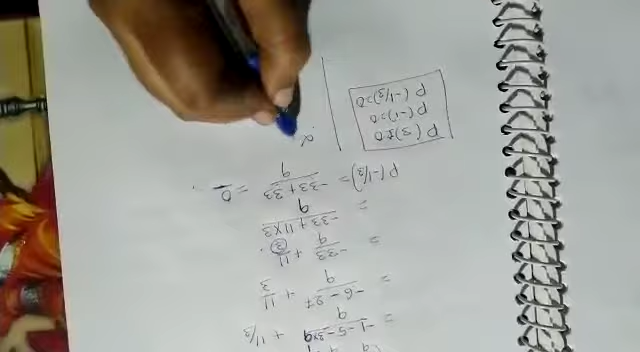 = -1-5-3×9/9 + 11/3
= -6-27/9 + 11/3
= -33/9 + 11/3
= -33+11×3/9
P(-1/3) = -33+33/9 = 0
P(3)=0
P(-1)=0
P(-1/3)=0
α